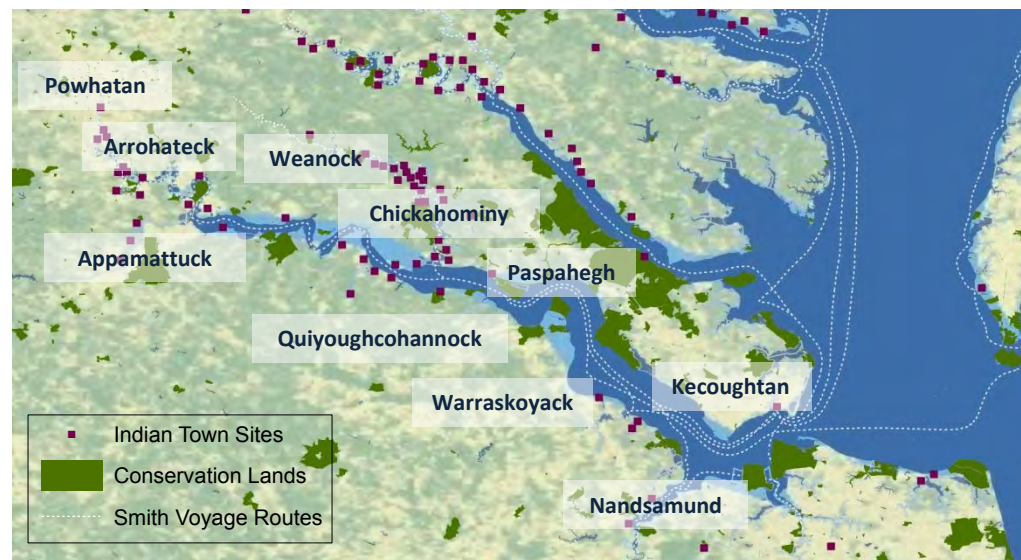 Powhatan
Arrohateck
Weanock
Chickahominy
Appamattuck
Paspahegh
Quiyoughcohannock
Kecoughtan
Warraskoyack
Indian Town Sites
Conservation Lands
Smith Voyage Routes
Nandsamund